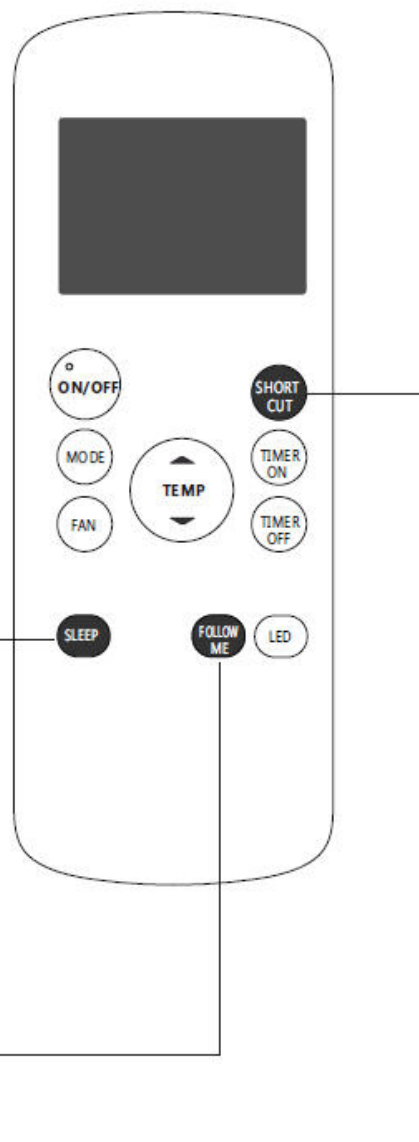 ON/OFF
SHORT
CUT
MODE
TEMP
TIMER
ON
FAN
TIMER
OFF
SLEEP
FOLLOW
ME
LED